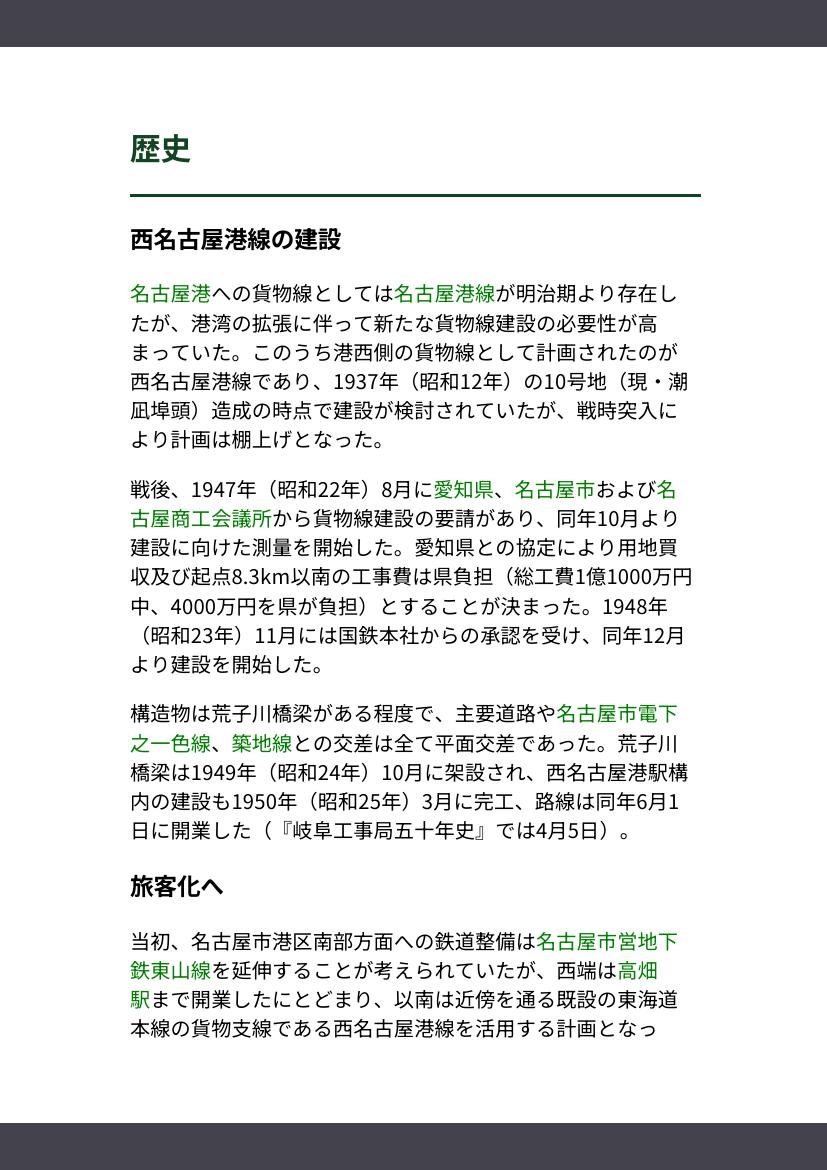 歴史
西名古屋港線の建設
名古屋港への貨物線としては名古屋港線が明治期より存在し
たが、港湾の拡張に伴って新たな貨物線建設の必要性が高
まっていた。このうち港西側の貨物線として計画されたのが
西名古屋港線であり、1937年（昭和12年）の10号地（現・潮
凪埠頭）造成の時点で建設が検討されていたが、戦時突入に
より計画は棚上げとなった。
戦後、1947年（昭和22年）8月に愛知県、名古屋市および名
古屋商工会議所から貨物線建設の要請があり、同年10月より
建設に向けた測量を開始した。愛知県との協定により用地買
収及び起点8.3km以南の工事費は県負担（総工費1億1000万円
中、4000万円を県が負担）とすることが決まった。1948年
（昭和23年）11月には国鉄本社からの承認を受け、同年12月
より建設を開始した。
構造物は荒子川橋梁がある程度で、主要道路や名古屋市電下
之一色線、築地線との交差は全て平面交差であった。荒子川
橋梁は1949年（昭和24年）10月に架設され、西名古屋港駅構
内の建設も1950年（昭和25年）3月に完工、路線は同年6月1
日に開業した（『岐阜工事局五十年史』では4月5日）。
旅客化へ
当初、名古屋市港区南部方面への鉄道整備は名古屋市営地下
鉄東山線を延伸することが考えられていたが、西端は高畑
駅まで開業したにとどまり、以南は近傍を通る既設の東海道
本線の貨物支線である西名古屋港線を活用する計画となっ